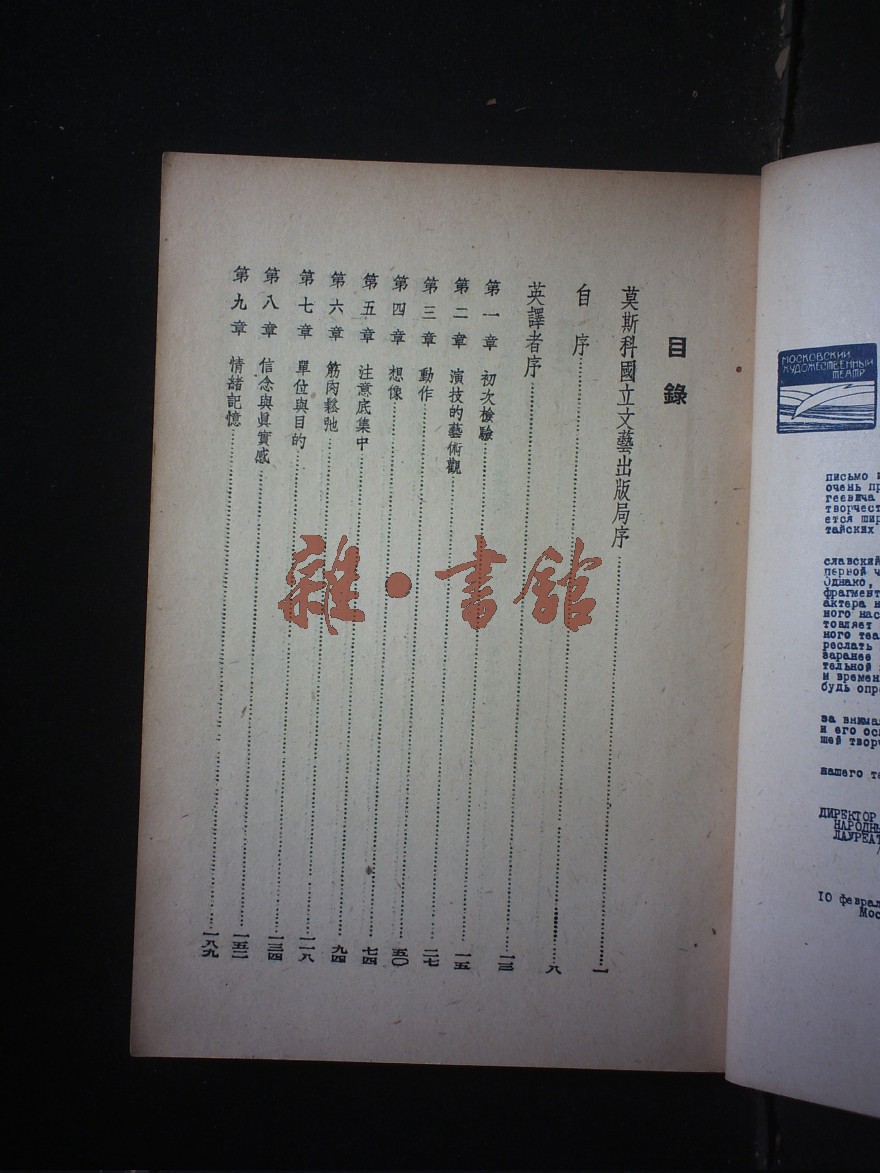 目錄
莫斯科國立文藝出版局序……一
自序……八
英譯者序……一三
第一章 初次檢驗……一五
第二章 演技的藝術觀……二七
第三章 動作……五〇
第四章 想像……七四
第五章 注意底集中……九四
第六章 筋肉鬆弛……一一八
第七章 單位與目的……一三四
第八章 信念與眞實感……一五二
第九章 情緒記憶……一八九
雜·書館
МОСКОВСКИЙ
ХУДОЖЕСТВЕННЫЙ
ТЕАТР
письмо
очень
геевича
творчест
ется шир
тайских
славский
первой
Однако,
фрагмент
актера
ного нас
товляет
ного теа
реслать
заранее
тельной
и времен
будь опре
за внима
и его осн
шей творч
нашего
ДИРЕКТОР
НАРОДН
ЛАУРЕАТ
10 феврал
Мос